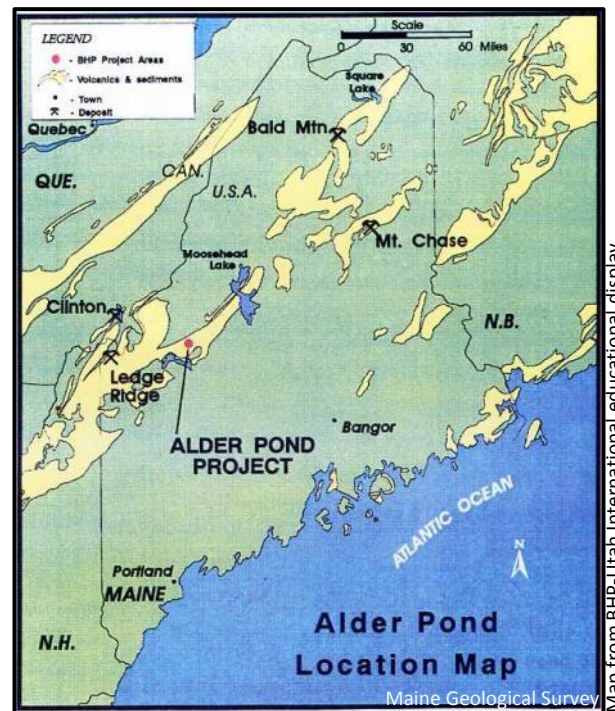 LEGEND
- BHP Project Areas
- Volcanics & sediments
- Town
- Deposit
Scale
0 30 60 Miles
Square
Lake
Quebec
Bald Mtn.
CAN.
QUE.
U.S.A.
Mt. Chase
Moosehead
Lake
Clinton
N.B.
Ledge
Ridge
Bangor
ALDER POND
PROJECT
ATLANTIC OCEAN
N
Portland
MAINE
Alder Pond
Location Map
N.H.
Maine Geological Survey
Map from BHP-Utah International educational display